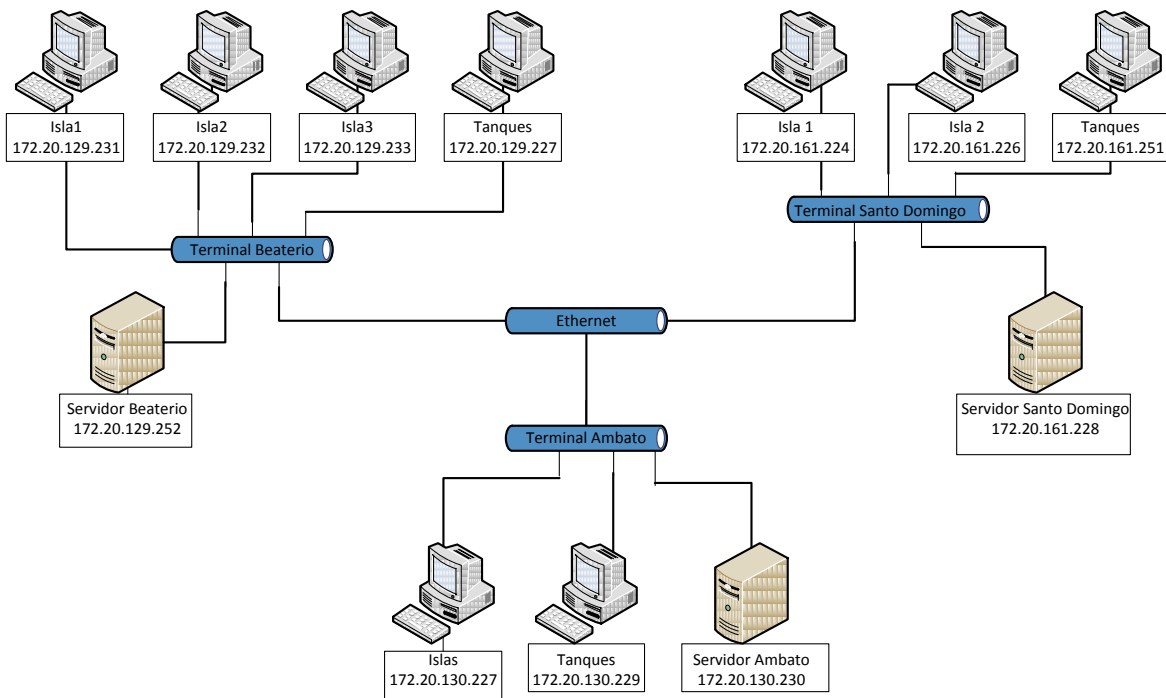 Isla1
172.20.129.231
Isla2
172.20.129.232
Isla3
172.20.129.233
Tanques
172.20.129.227
Isla 1
172.20.161.224
Isla 2
172.20.161.226
Tanques
172.20.161.251
Terminal Santo Domingo
Terminal Beaterio
Ethernet
Servidor Beaterio
172.20.129.252
Servidor Santo Domingo
172.20.161.228
Terminal Ambato
Islas
172.20.130.227
Tanques
172.20.130.229
Servidor Ambato
172.20.130.230